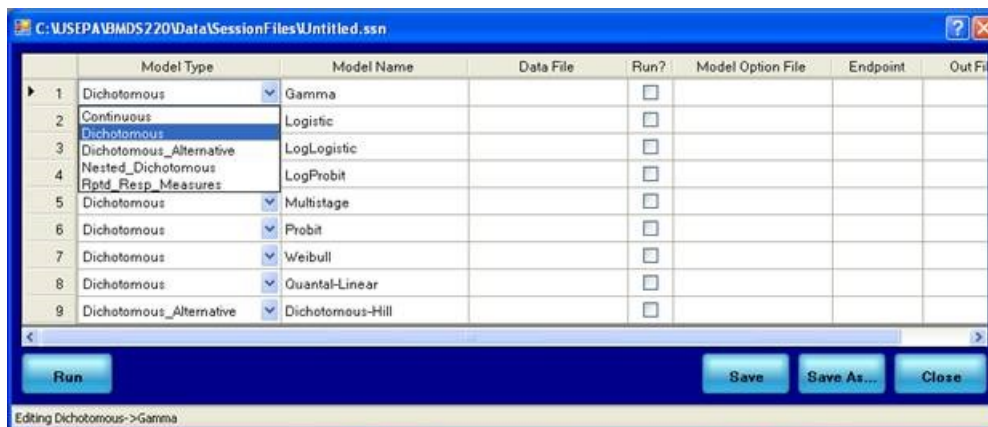 C:\USEPA\BMDS220\Data\SessionFiles\Untitled.ssn
Model Type Model Name Data File Run? Model Option File Endpoint Out Fil
1 Dichotomous Gamma
Continuous
2 Logistic
Dichotomous
3 Dichotomous_Alternative LogLogistic
Nested_Dichotomous
4 LogProbit
Rptd_Resp_Measures
5 Dichotomous Multistage
6 Dichotomous Probit
7 Dichotomous Weibull
8 Dichotomous Quantal-Linear
9 Dichotomous_Alternative Dichotomous-Hill
Run Save Save As... Close
Editing Dichotomous->Gamma